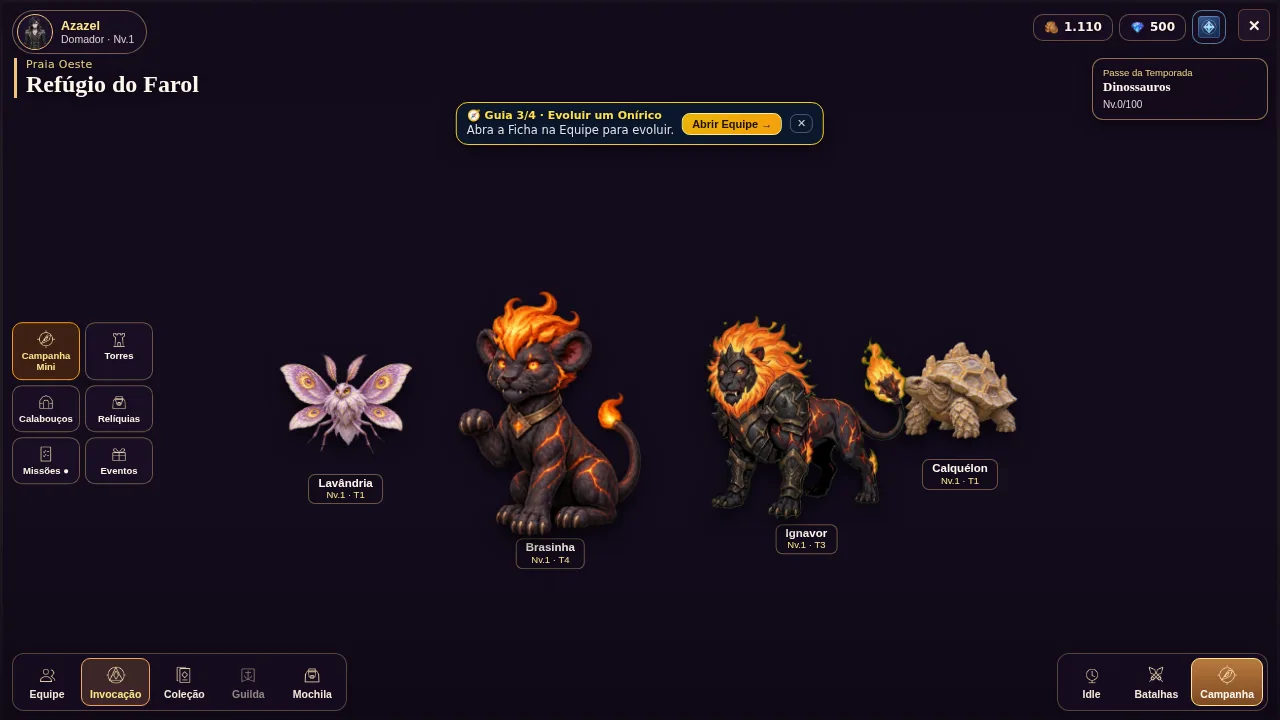 Azazel
Domador · Nv.1
1.110
500
✕
Praia Oeste
Refúgio do Farol
Passe da Temporada
Dinossauros
Nv.0/100
Guia 3/4 · Evoluir um Onírico
Abra a Ficha na Equipe para evoluir.
Abrir Equipe →
✕
Campanha
Mini
Torres
Calabouços
Relíquias
Missões ●
Eventos
Lavândria
Nv.1 · T1
Brasinha
Nv.1 · T4
Ignavor
Nv.1 · T3
Calquélon
Nv.1 · T1
Equipe
Invocação
Coleção
Guilda
Mochila
Idle
Batalhas
Campanha